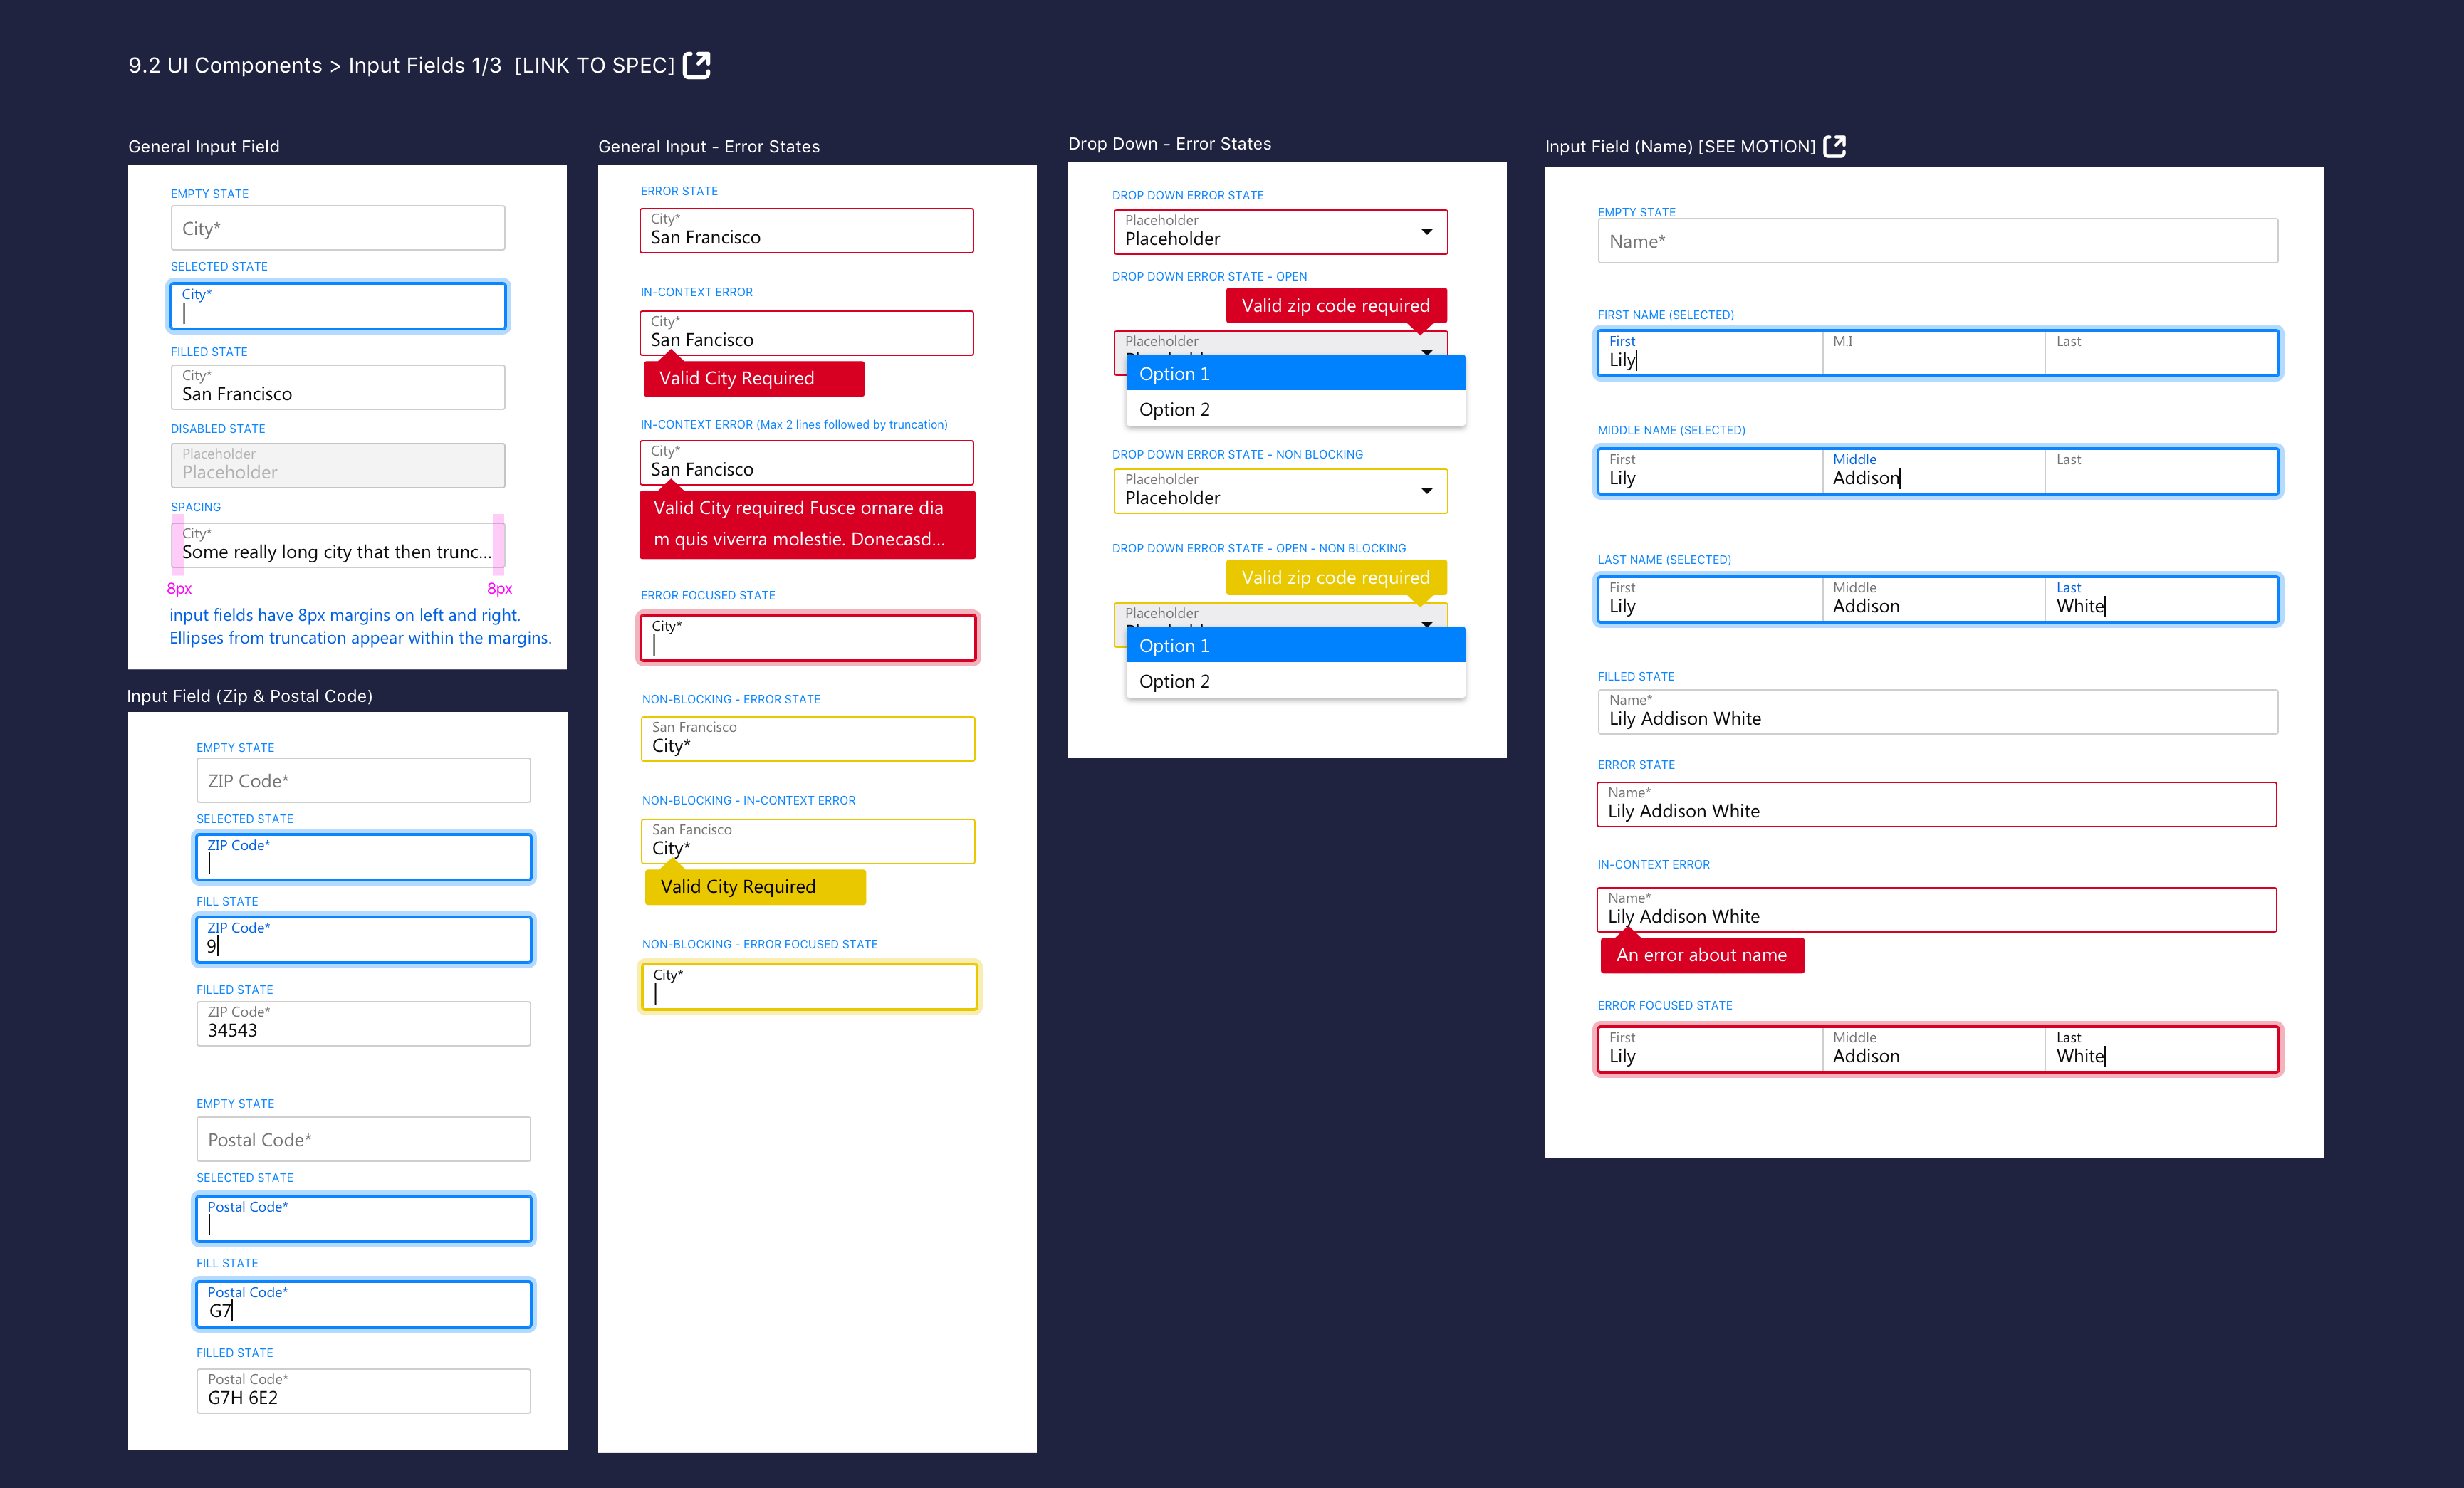 9.2 UI Components > Input Fields 1/3 [LINK TO SPEC]
General Input Field
EMPTY STATE
City*
SELECTED STATE
City*
FILLED STATE
City*
San Francisco
DISABLED STATE
Placeholder
Placeholder
SPACING
City*
Some really long city that then trunc...
8px
8px
input fields have 8px margins on left and right.
Ellipses from truncation appear within the margins.
Input Field (Zip & Postal Code)
EMPTY STATE
ZIP Code*
SELECTED STATE
ZIP Code*
FILL STATE
ZIP Code*
9
FILLED STATE
ZIP Code*
34543
EMPTY STATE
Postal Code*
SELECTED STATE
Postal Code*
FILL STATE
Postal Code*
G7
FILLED STATE
Postal Code*
G7H 6E2
General Input - Error States
ERROR STATE
City*
San Francisco
IN-CONTEXT ERROR
City*
San Fancisco
Valid City Required
IN-CONTEXT ERROR (Max 2 lines followed by truncation)
City*
San Fancisco
Valid City required Fusce ornare dia
m quis viverra molestie. Donecasd...
ERROR FOCUSED STATE
City*
NON-BLOCKING - ERROR STATE
San Francisco
City*
NON-BLOCKING - IN-CONTEXT ERROR
San Fancisco
City*
Valid City Required
NON-BLOCKING - ERROR FOCUSED STATE
City*
Drop Down - Error States
DROP DOWN ERROR STATE
Placeholder
Placeholder
DROP DOWN ERROR STATE - OPEN
Valid zip code required
Placeholder
Option 1
Option 2
DROP DOWN ERROR STATE - NON BLOCKING
Placeholder
Placeholder
DROP DOWN ERROR STATE - OPEN - NON BLOCKING
Valid zip code required
Placeholder
Option 1
Option 2
Input Field (Name) [SEE MOTION]
EMPTY STATE
Name*
FIRST NAME (SELECTED)
First M.I Last
Lily
MIDDLE NAME (SELECTED)
First Middle Last
Lily Addison
LAST NAME (SELECTED)
First Middle Last
Lily Addison White
FILLED STATE
Name*
Lily Addison White
ERROR STATE
Name*
Lily Addison White
IN-CONTEXT ERROR
Name*
Lily Addison White
An error about name
ERROR FOCUSED STATE
First Middle Last
Lily Addison White